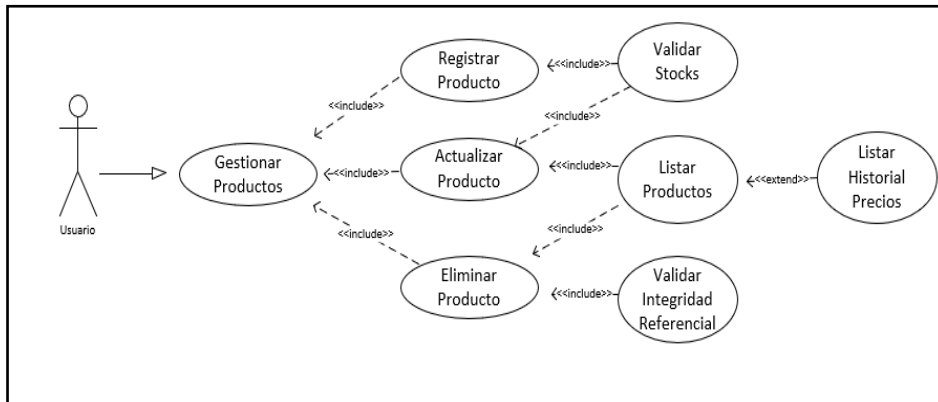 Registrar
Producto
<<include>>
Validar
Stocks
<<include>>
<<include>>
Usuario
Gestionar
Productos
<<include>>
Actualizar
Producto
<<include>>
Listar
Productos
<<extend>>
Listar
Historial
Precios
<<include>>
<<include>>
Eliminar
Producto
<<include>>
Validar
Integridad
Referencial